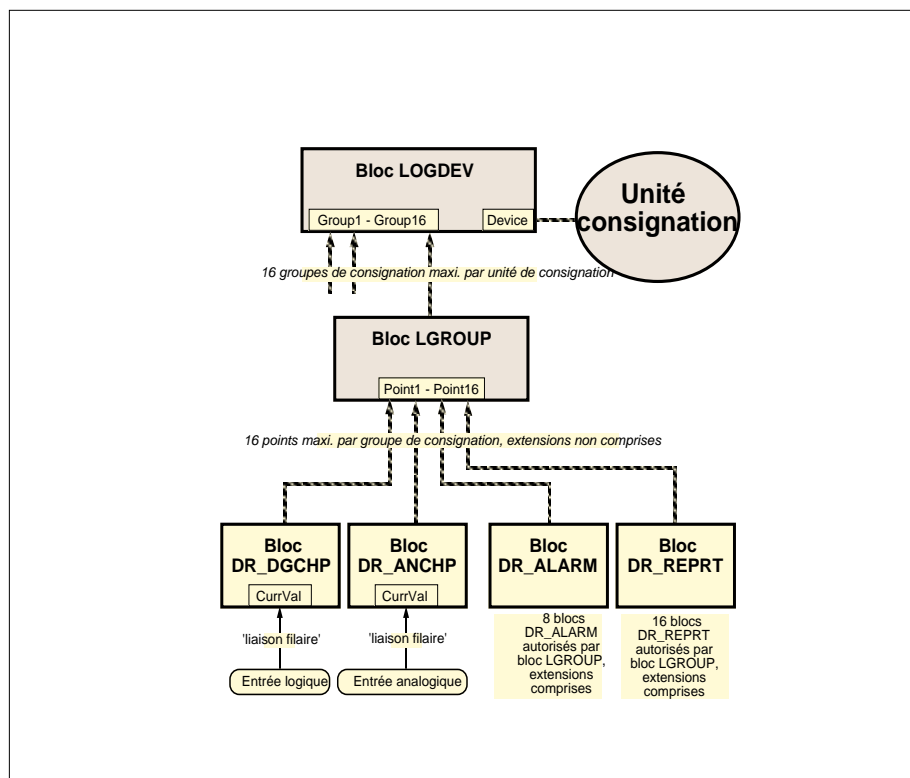 Bloc LOGDEV
Group1 - Group16
Device
Unité
consignation
16 groupes de consignation maxi. par unité de consignation
Bloc LGROUP
Point1 - Point16
16 points maxi. par groupe de consignation, extensions non comprises
Bloc
DR_DGCHP
CurrVal
Bloc
DR_ANCHP
CurrVal
Bloc
DR_ALARM
Bloc
DR_REPRT
'liaison filaire'
'liaison filaire'
Entrée logique
Entrée analogique
8 blocs
DR_ALARM
autorisés par
bloc LGROUP,
extensions
comprises
16 blocs
DR_REPRT
autorisés par
bloc LGROUP,
extensions
comprises